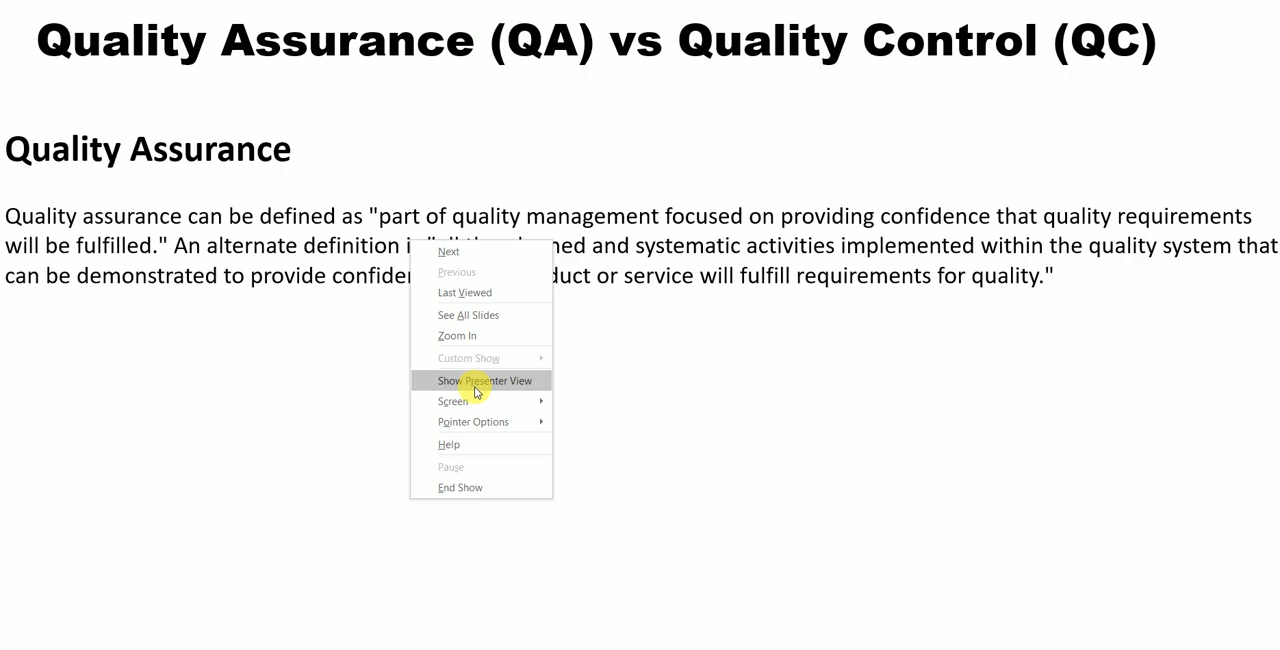 Quality Assurance (QA) vs Quality Control (QC)
Quality Assurance
Quality assurance can be defined as "part of quality management focused on providing confidence that quality requirements
will be fulfilled." An alternate definition and systematic activities implemented within the quality system that
can be demonstrated to provide or service will fulfill requirements for quality."
Next
Previous
Last Viewed
See All Slides
Zoom In
Custom Show
Show Presenter View
Screen
Pointer Options
Help
Pause
End Show